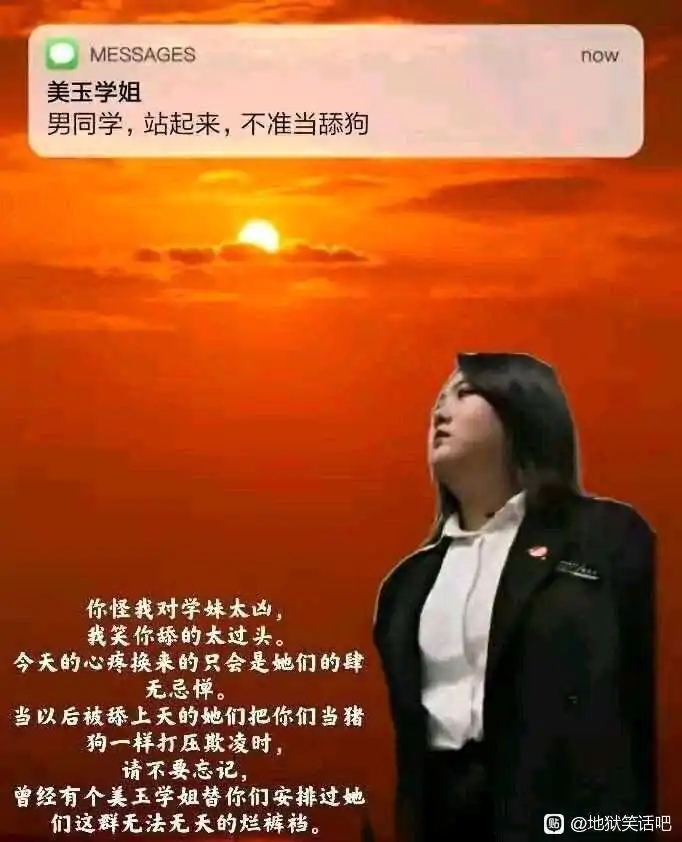 MESSAGES
now
美玉学姐
男同学，站起来，不准当舔狗
你怪我对学妹太凶，
我笑你舔的太过头。
今天的心疼换来的只会是她们的肆
无忌惮。
当以后被舔上天的她们把你们当猪
狗一样打压欺凌时，
请不要忘记，
曾经有个美玉学姐替你们安排过她
们这群无法无天的烂裤裆。
贴 @地狱笑话吧